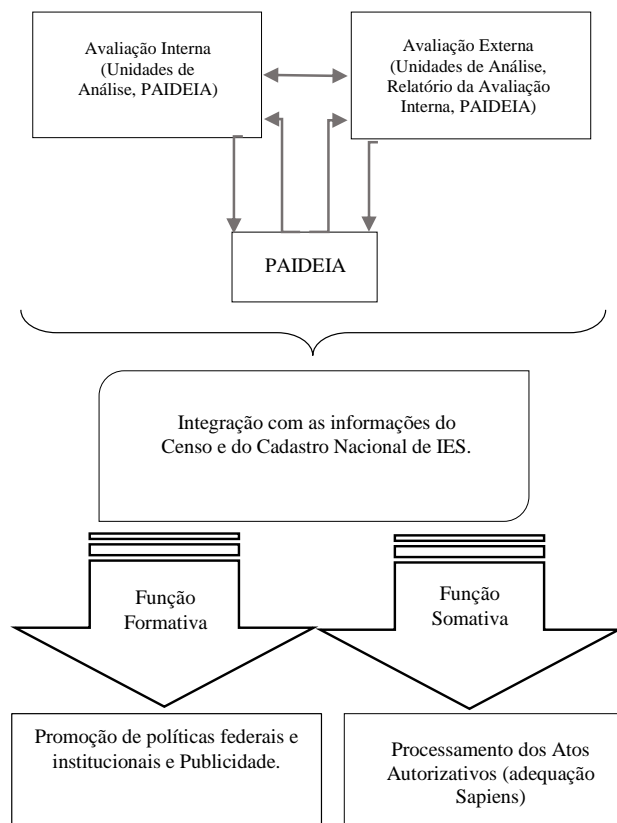 Avaliação Interna
(Unidades de
Análise, PAIDEIA)
Avaliação Externa
(Unidades de Análise,
Relatório da Avaliação
Interna, PAIDEIA)
PAIDEIA
Integração com as informações do
Censo e do Cadastro Nacional de IES.
Função
Formativa
Função
Somativa
Promoção de políticas federais e
institucionais e Publicidade.
Processamento dos Atos
Autorizativos (adequação
Sapiens)